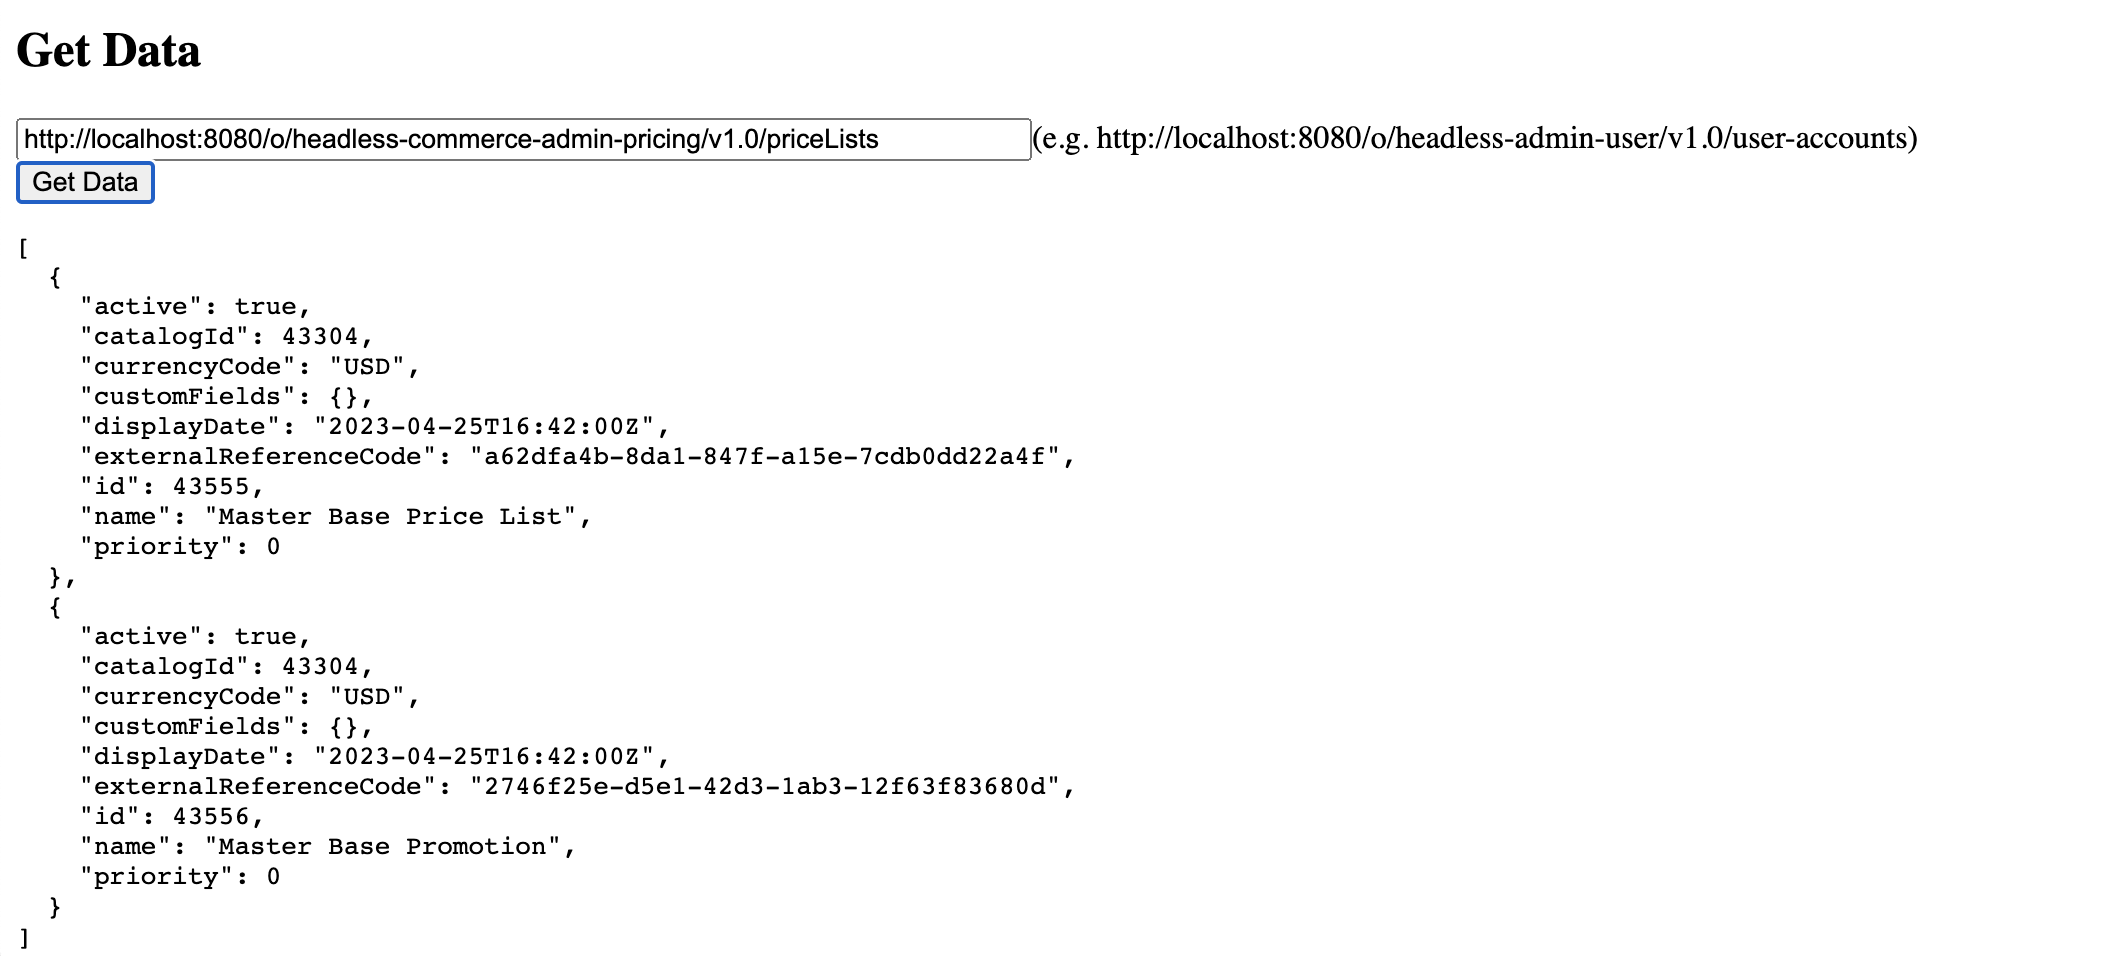 Get Data
http://localhost:8080/o/headless-commerce-admin-pricing/v1.0/priceLists (e.g. http://localhost:8080/o/headless-admin-user/v1.0/user-accounts)
Get Data
[
  {
    "active": true,
    "catalogId": 43304,
    "currencyCode": "USD",
    "customFields": {},
    "displayDate": "2023-04-25T16:42:00Z",
    "externalReferenceCode": "a62dfa4b-8da1-847f-a15e-7cdb0dd22a4f",
    "id": 43555,
    "name": "Master Base Price List",
    "priority": 0
  },
  {
    "active": true,
    "catalogId": 43304,
    "currencyCode": "USD",
    "customFields": {},
    "displayDate": "2023-04-25T16:42:00Z",
    "externalReferenceCode": "2746f25e-d5e1-42d3-1ab3-12f63f83680d",
    "id": 43556,
    "name": "Master Base Promotion",
    "priority": 0
  }
]